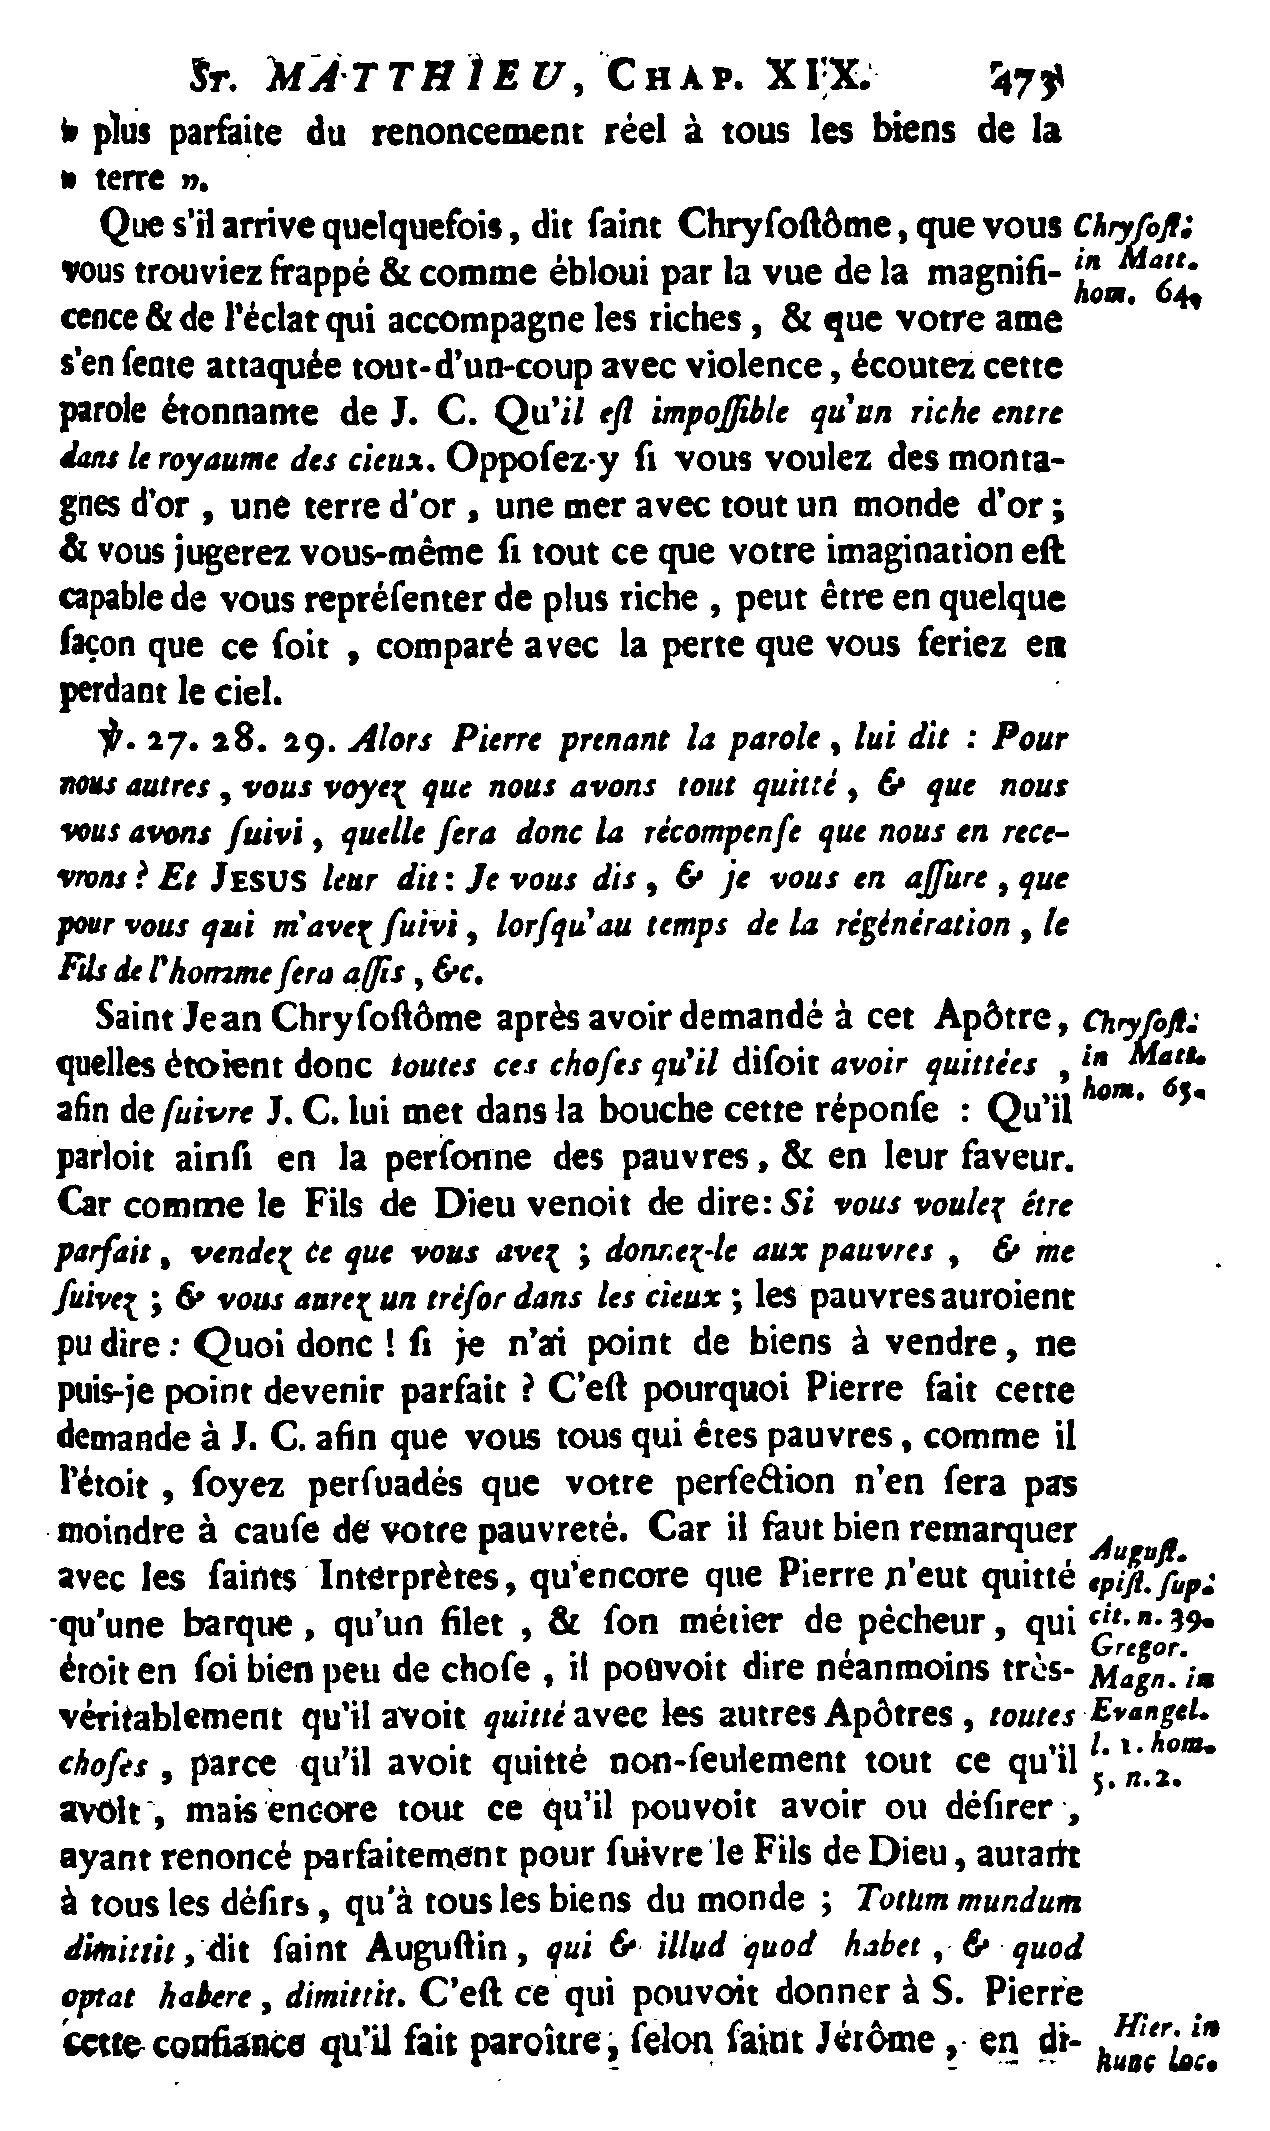 St. MATTHIEU, CHAP. XIX. 473
» plus parfaite du renoncement réel à tous les biens de la
» terre ».
Que s'il arrive quelquefois, dit ſaint Chryſoſtôme, que vous
vous trouviez frappé & comme ébloui par la vue de la magnifi-
cence & de l'éclat qui accompagne les riches, & que votre ame
s'en ſente attaquée tout-d'un-coup avec violence, écoutez cette
parole étonnante de J. C. Qu'il eſt impoſſible qu'un riche entre
dans le royaume des cieux. Oppoſez-y ſi vous voulez des monta-
gnes d'or, une terre d'or, une mer avec tout un monde d'or;
& vous jugerez vous-même ſi tout ce que votre imagination eſt
capable de vous repréſenter de plus riche, peut être en quelque
façon que ce ſoit, comparé avec la perte que vous feriez en
perdant le ciel.
Chryſoſt.
in Matt.
hom. 64.
℣. 27. 28. 29. Alors Pierre prenant la parole, lui dit : Pour
nous autres, vous voyez que nous avons tout quitté, & que nous
vous avons ſuivi, quelle ſera donc la récompenſe que nous en rece-
vrons ? Et JESUS leur dit : Je vous dis, & je vous en aſſure, que
pour vous qui m'avez ſuivi, lorſqu'au temps de la régénération, le
Fils de l'homme ſera aſſis, &c.
Saint Jean Chryſoſtôme après avoir demandé à cet Apôtre,
quelles étoient donc toutes ces choſes qu'il diſoit avoir quittées,
afin de ſuivre J. C. lui met dans la bouche cette réponſe : Qu'il
parloit ainſi en la perſonne des pauvres, & en leur faveur.
Car comme le Fils de Dieu venoit de dire : Si vous voulez être
parfait, vendez ce que vous avez ; donnez-le aux pauvres, & me
ſuivez ; & vous aurez un tréſor dans les cieux ; les pauvres auroient
pu dire : Quoi donc ! ſi je n'ai point de biens à vendre, ne
puis-je point devenir parfait ? C'eſt pourquoi Pierre fait cette
demande à J. C. afin que vous tous qui êtes pauvres, comme il
l'étoit, ſoyez perſuadés que votre perfection n'en ſera pas
moindre à cauſe de votre pauvreté. Car il faut bien remarquer
avec les ſaints Interprètes, qu'encore que Pierre n'eut quitté
qu'une barque, qu'un filet, & ſon métier de pêcheur, qui
étoit en ſoi bien peu de choſe, il pouvoit dire néanmoins très-
véritablement qu'il avoit quitté avec les autres Apôtres, toutes
choſes, parce qu'il avoit quitté non-ſeulement tout ce qu'il
avoit, mais encore tout ce qu'il pouvoit avoir ou déſirer,
ayant renoncé parfaitement pour ſuivre le Fils de Dieu, autant
à tous les déſirs, qu'à tous les biens du monde ; Totum mundum
dimittit, dit ſaint Auguſtin, qui & illud quod habet, & quod
optat habere, dimittit. C'eſt ce qui pouvoit donner à S. Pierre
cette confiance qu'il fait paroître, ſelon ſaint Jérôme, en di-
Chryſoſt.
in Matt.
hom. 65.
Auguſt.
epiſt. ſup.
cit. n. 39.
Gregor.
Magn. in
Evangel.
l. 1. hom.
5. n. 2.
Hier. in
hunc loc.